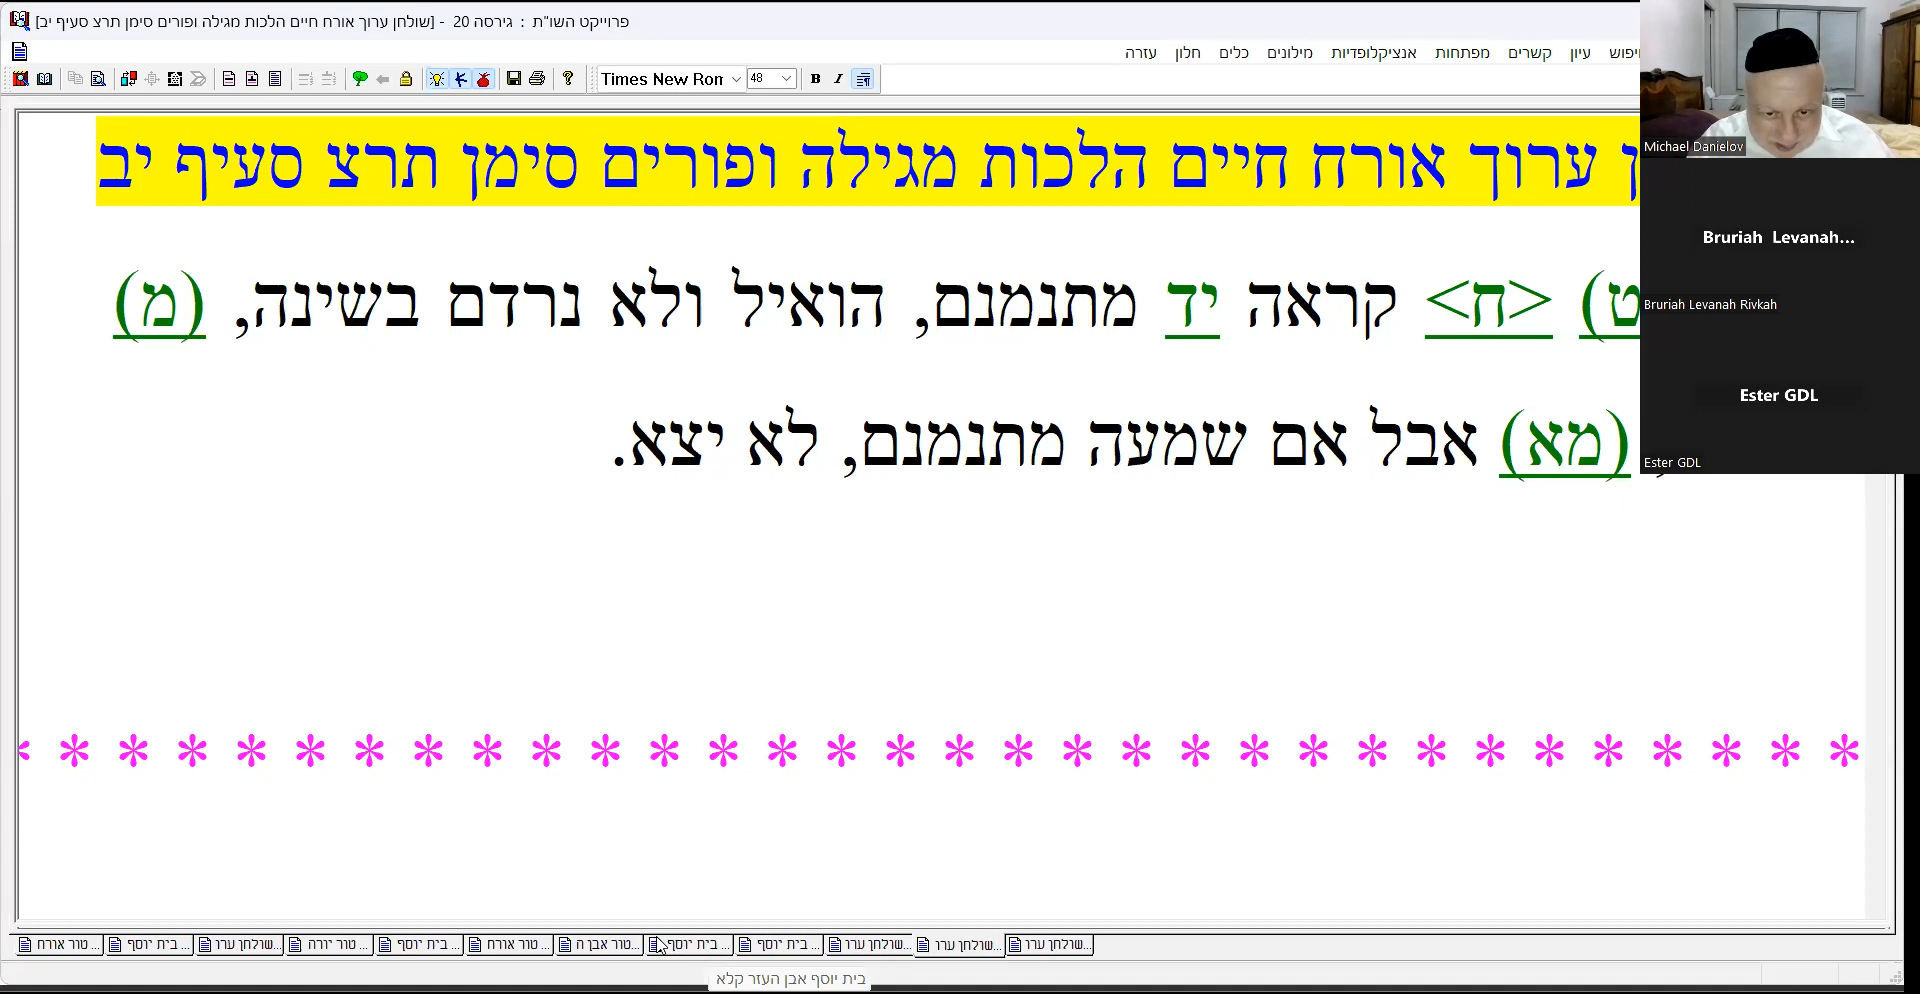 פרוייקט השו"ת : גירסה 20 - [שולחן ערוך אורח חיים הלכות מגילה ופורים סימן תרצ סעיף יב]
עיון קשרים מפתחות אנציקלופדיות מילונים כלים חלון עזרה
Times New Ron 48 B I
ערוך אורח חיים הלכות מגילה ופורים סימן תרצ סעיף יב
<ח> קראה יד מתנמנם, הואיל ולא נרדם בשינה, (מ)
(מא) אבל אם שמעה מתנמנם, לא יצא.
* * * * * * * * * * * * * * * * * * * * * * * * * * * * * * * *
Michael Danielov
Bruriah Levanah...
Bruriah Levanah Rivkah
Ester GDL
Ester GDL
טור אורח ...
בית יוסף ...
שולחן ערו...
טור יורה ...
בית יוסף ...
טור אורח ...
טור אבן ה...
בית יוסף ...
בית יוסף ...
שולחן ערו...
שולחן ערו...
שולחן ערו...
בית יוסף אבן העזר קלא